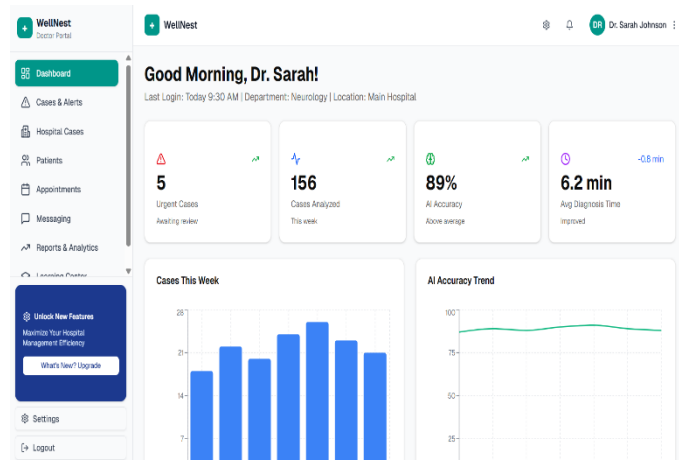 WellNest
Doctor Portal
Dashboard
Cases & Alerts
Hospital Cases
Patients
Appointments
Messaging
Reports & Analytics
Learning Center
Unlock New Features
Maximize Your Hospital
Management Efficiency
What's New? Upgrade
Settings
Logout
WellNest
DR
Dr. Sarah Johnson
Good Morning, Dr. Sarah!
Last Login: Today 9:30 AM | Department: Neurology | Location: Main Hospital
5
Urgent Cases
Awaiting review
156
Cases Analyzed
This week
89%
AI Accuracy
Above average
-0.8 min
6.2 min
Avg Diagnosis Time
Improved
Cases This Week
28
21
14
7
AI Accuracy Trend
100
75
50
25